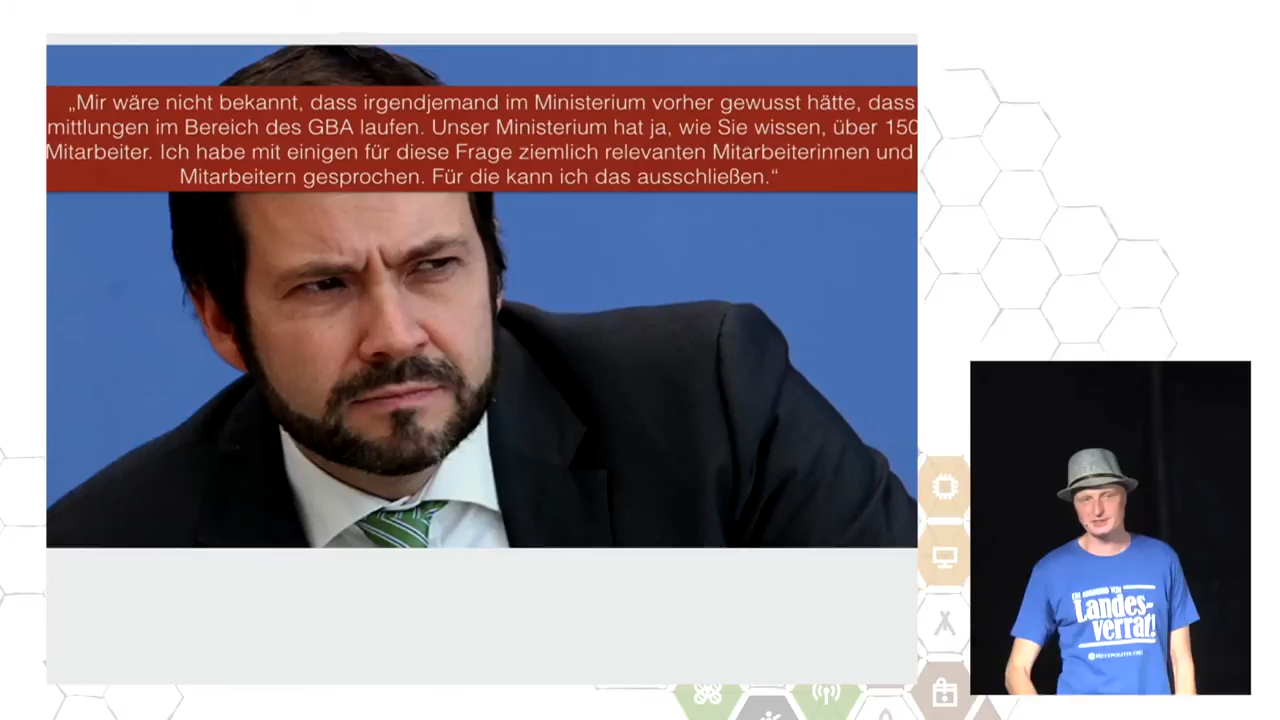 „Mir wäre nicht bekannt, dass irgendjemand im Ministerium vorher gewusst hätte, dass
mittlungen im Bereich des GBA laufen. Unser Ministerium hat ja, wie Sie wissen, über 150
Mitarbeiter. Ich habe mit einigen für diese Frage ziemlich relevanten Mitarbeiterinnen und
Mitarbeitern gesprochen. Für die kann ich das ausschließen.“
Landes-
verrat!
NETZPOLITIK.ORG